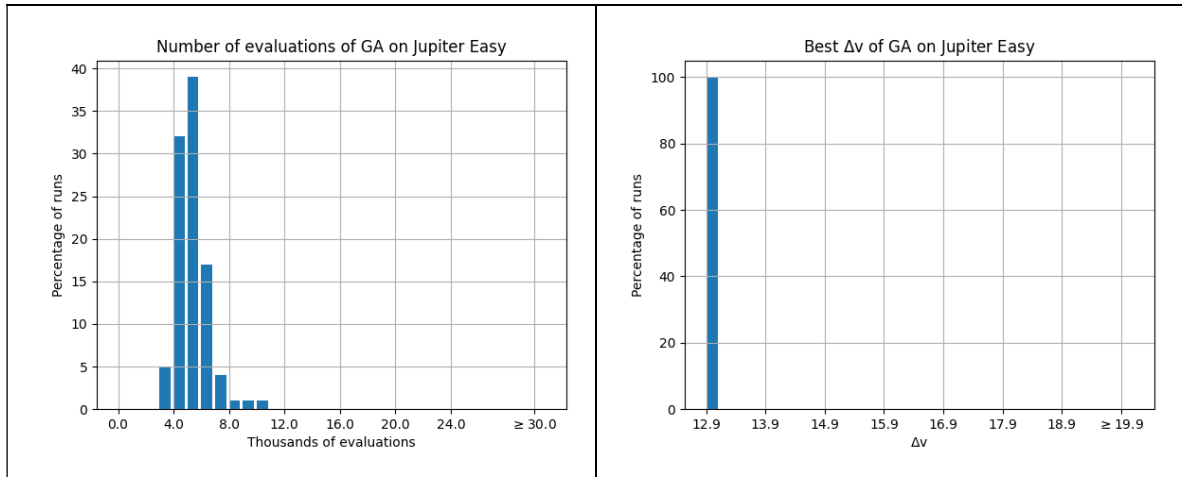 Number of evaluations of GA on Jupiter Easy
40
35
30
25
20
15
10
5
0
Percentage of runs
0.0 4.0 8.0 12.0 16.0 20.0 24.0 ≥ 30.0
Thousands of evaluations
Best Δv of GA on Jupiter Easy
100
80
60
40
20
0
Percentage of runs
12.9 13.9 14.9 15.9 16.9 17.9 18.9 ≥ 19.9
Δv